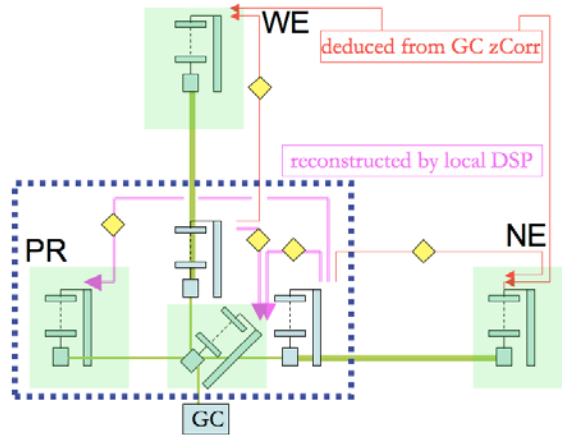 WE
deduced from GC zCorr
reconstructed by local DSP
PR
NE
GC